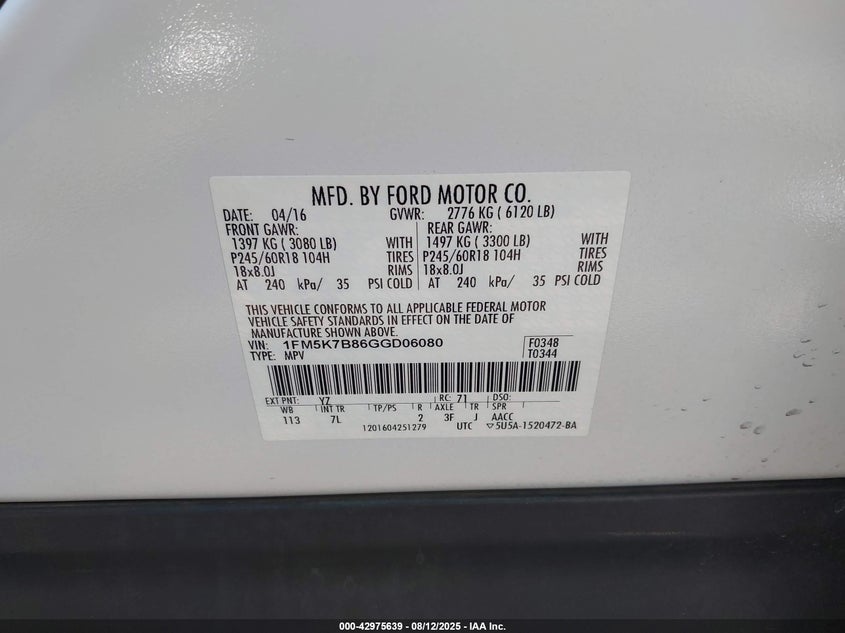 MFD. BY FORD MOTOR CO.
DATE: 04/16 GVWR: 2776 KG ( 6120 LB)
FRONT GAWR: REAR GAWR:
1397 KG ( 3080 LB) WITH 1497 KG ( 3300 LB) WITH
P245/60R18 104H TIRES P245/60R18 104H TIRES
18x8.0J RIMS 18x8.0J RIMS
AT 240 kPa/ 35 PSI COLD AT 240 kPa/ 35 PSI COLD
THIS VEHICLE CONFORMS TO ALL APPLICABLE FEDERAL MOTOR
VEHICLE SAFETY STANDARDS IN EFFECT ON THE DATE OF
MANUFACTURE SHOWN ABOVE.
VIN: 1FM5K7B86GGD06080 F0348
TYPE: MPV T0344
EXT PNT: YZ RC: 71 DSO:
WB INT TR TP/PS R AXLE TR SPR
113 7L 2 3F J AACC
1201604251279 UTC ▽5U5A-1520472-BA
000-42975639 - 08/12/2025 - IAA Inc.